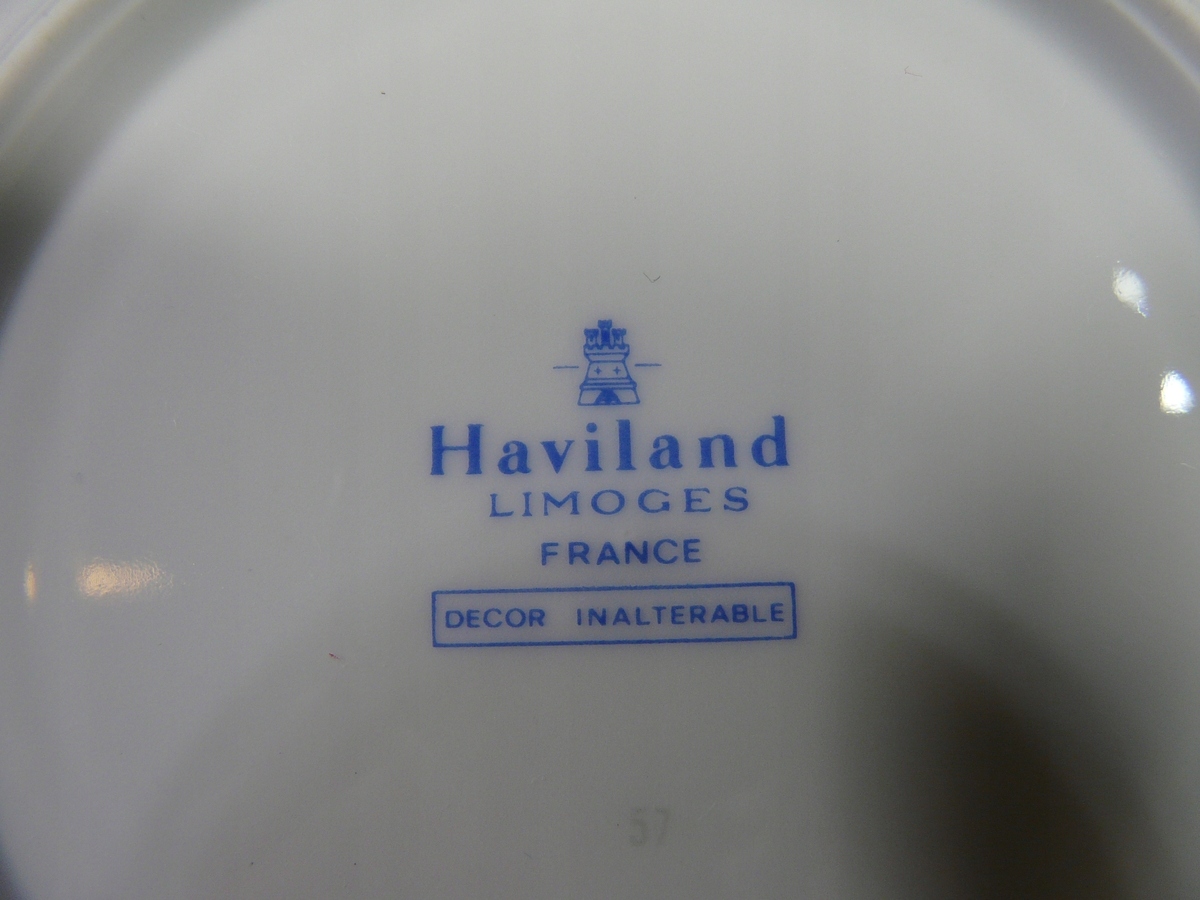 Haviland
LIMOGES
FRANCE
DECOR INALTERABLE
57